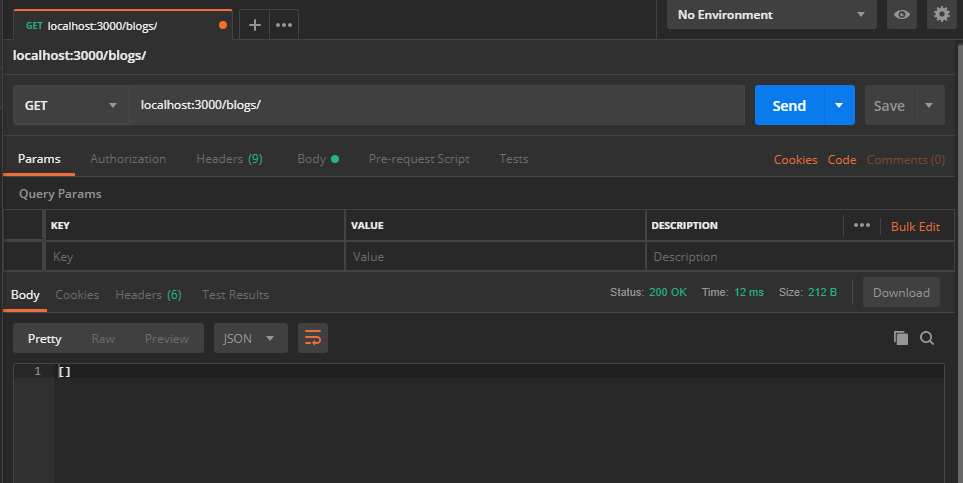 GET localhost:3000/blogs/ + ••• No Environment
localhost:3000/blogs/
GET localhost:3000/blogs/ Send Save
Params Authorization Headers (9) Body Pre-request Script Tests Cookies Code Comments (0)
Query Params
KEY VALUE DESCRIPTION ••• Bulk Edit
Key Value Description
Body Cookies Headers (6) Test Results Status: 200 OK Time: 12 ms Size: 212 B Download
Pretty Raw Preview JSON
1 []